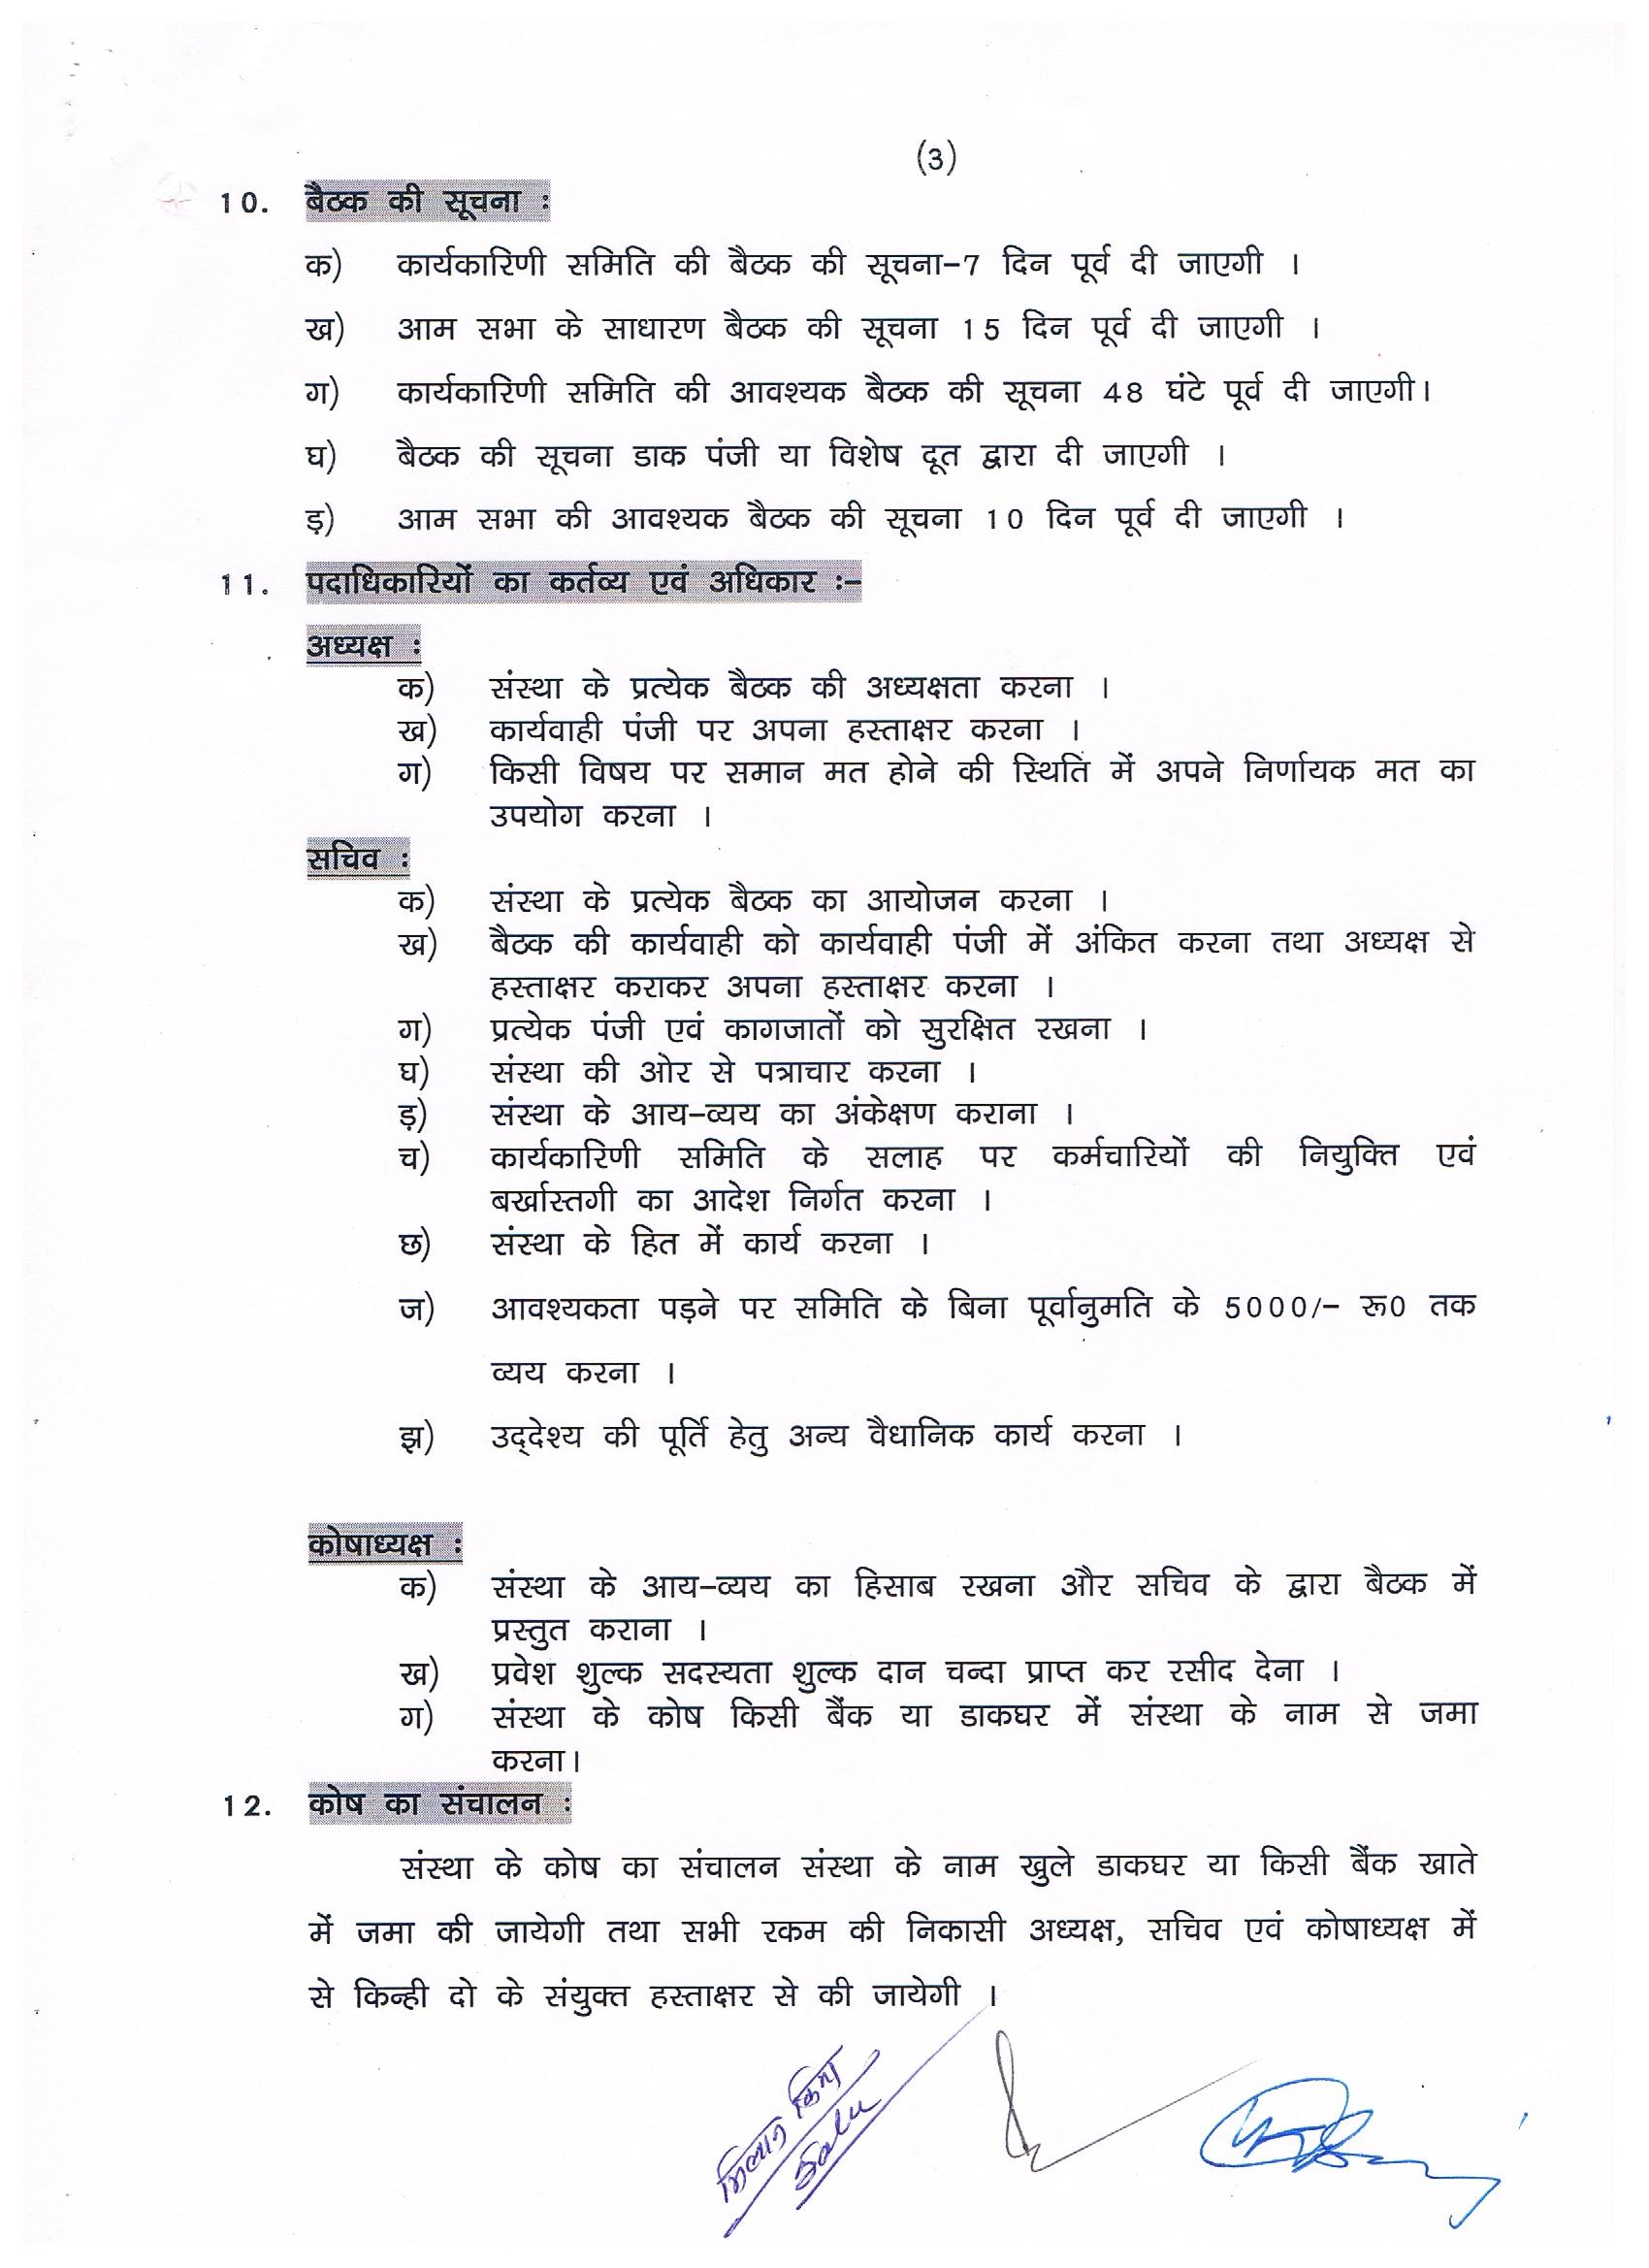 (3)
10. बैठक की सूचना :
क) कार्यकारिणी समिति की बैठक की सूचना-7 दिन पूर्व दी जाएगी ।
ख) आम सभा के साधारण बैठक की सूचना 15 दिन पूर्व दी जाएगी ।
ग) कार्यकारिणी समिति की आवश्यक बैठक की सूचना 48 घंटे पूर्व दी जाएगी।
घ) बैठक की सूचना डाक पंजी या विशेष दूत द्वारा दी जाएगी ।
ड़) आम सभा की आवश्यक बैठक की सूचना 10 दिन पूर्व दी जाएगी ।
11. पदाधिकारियों का कर्तव्य एवं अधिकार :-
अध्यक्ष :
क) संस्था के प्रत्येक बैठक की अध्यक्षता करना ।
ख) कार्यवाही पंजी पर अपना हस्ताक्षर करना ।
ग) किसी विषय पर समान मत होने की स्थिति में अपने निर्णायक मत का
उपयोग करना ।
सचिव :
क) संस्था के प्रत्येक बैठक का आयोजन करना ।
ख) बैठक की कार्यवाही को कार्यवाही पंजी में अंकित करना तथा अध्यक्ष से
हस्ताक्षर कराकर अपना हस्ताक्षर करना ।
ग) प्रत्येक पंजी एवं कागजातों को सुरक्षित रखना ।
घ) संस्था की ओर से पत्राचार करना ।
ड़) संस्था के आय-व्यय का अंकेक्षण कराना ।
च) कार्यकारिणी समिति के सलाह पर कर्मचारियों की नियुक्ति एवं
बर्खास्तगी का आदेश निर्गत करना ।
छ) संस्था के हित में कार्य करना ।
ज) आवश्यकता पड़ने पर समिति के बिना पूर्वानुमति के 5000/- रू0 तक
व्यय करना ।
झ) उद्‌देश्य की पूर्ति हेतु अन्य वैधानिक कार्य करना ।
कोषाध्यक्ष :
क) संस्था के आय-व्यय का हिसाब रखना और सचिव के द्वारा बैठक में
प्रस्तुत कराना ।
ख) प्रवेश शुल्क सदस्यता शुल्क दान चन्दा प्राप्त कर रसीद देना ।
ग) संस्था के कोष किसी बैंक या डाकघर में संस्था के नाम से जमा
करना।
12. कोष का संचालन :
संस्था के कोष का संचालन संस्था के नाम खुले डाकघर या किसी बैंक खाते
में जमा की जायेगी तथा सभी रकम की निकासी अध्यक्ष, सचिव एवं कोषाध्यक्ष में
से किन्ही दो के संयुक्त हस्ताक्षर से की जायेगी ।
मिलान किया